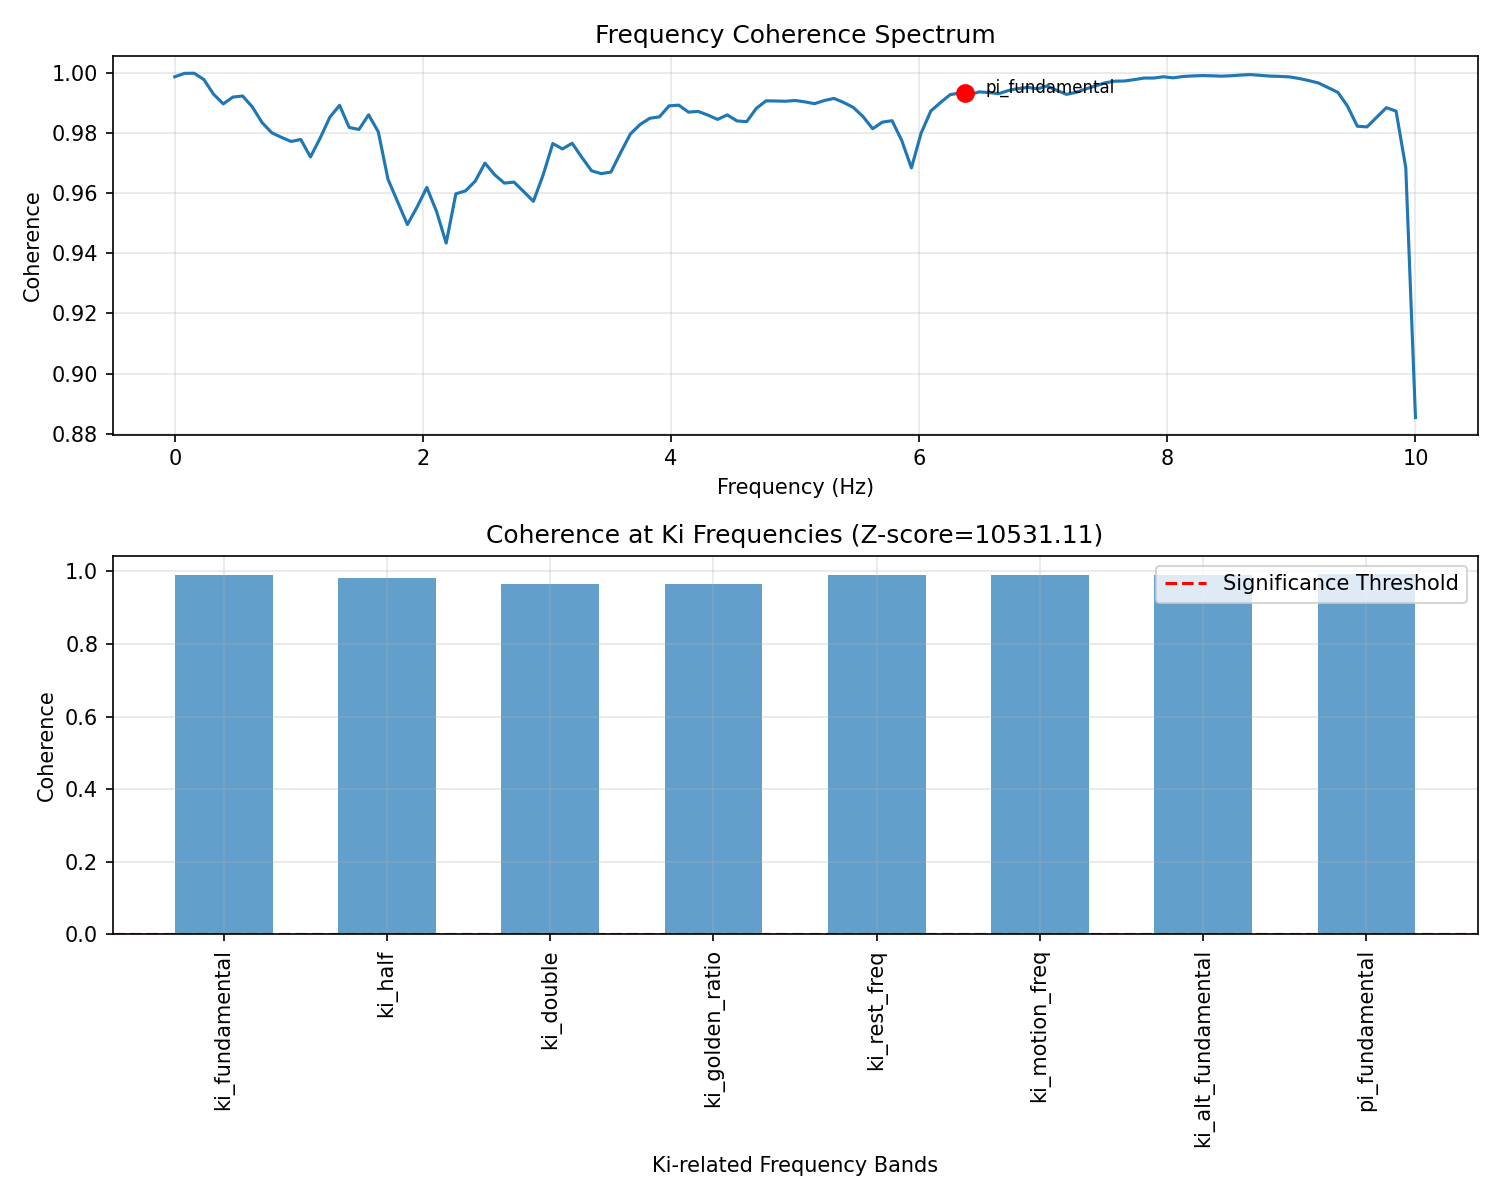 Frequency Coherence Spectrum
1.00
0.98
0.96
0.94
0.92
0.90
0.88
Coherence
pi_fundamental
0
2
4
6
8
10
Frequency (Hz)
Coherence at Ki Frequencies (Z-score=10531.11)
1.0
0.8
0.6
0.4
0.2
0.0
Coherence
Significance Threshold
ki_fundamental
ki_half
ki_double
ki_golden_ratio
ki_rest_freq
ki_motion_freq
ki_alt_fundamental
pi_fundamental
Ki-related Frequency Bands